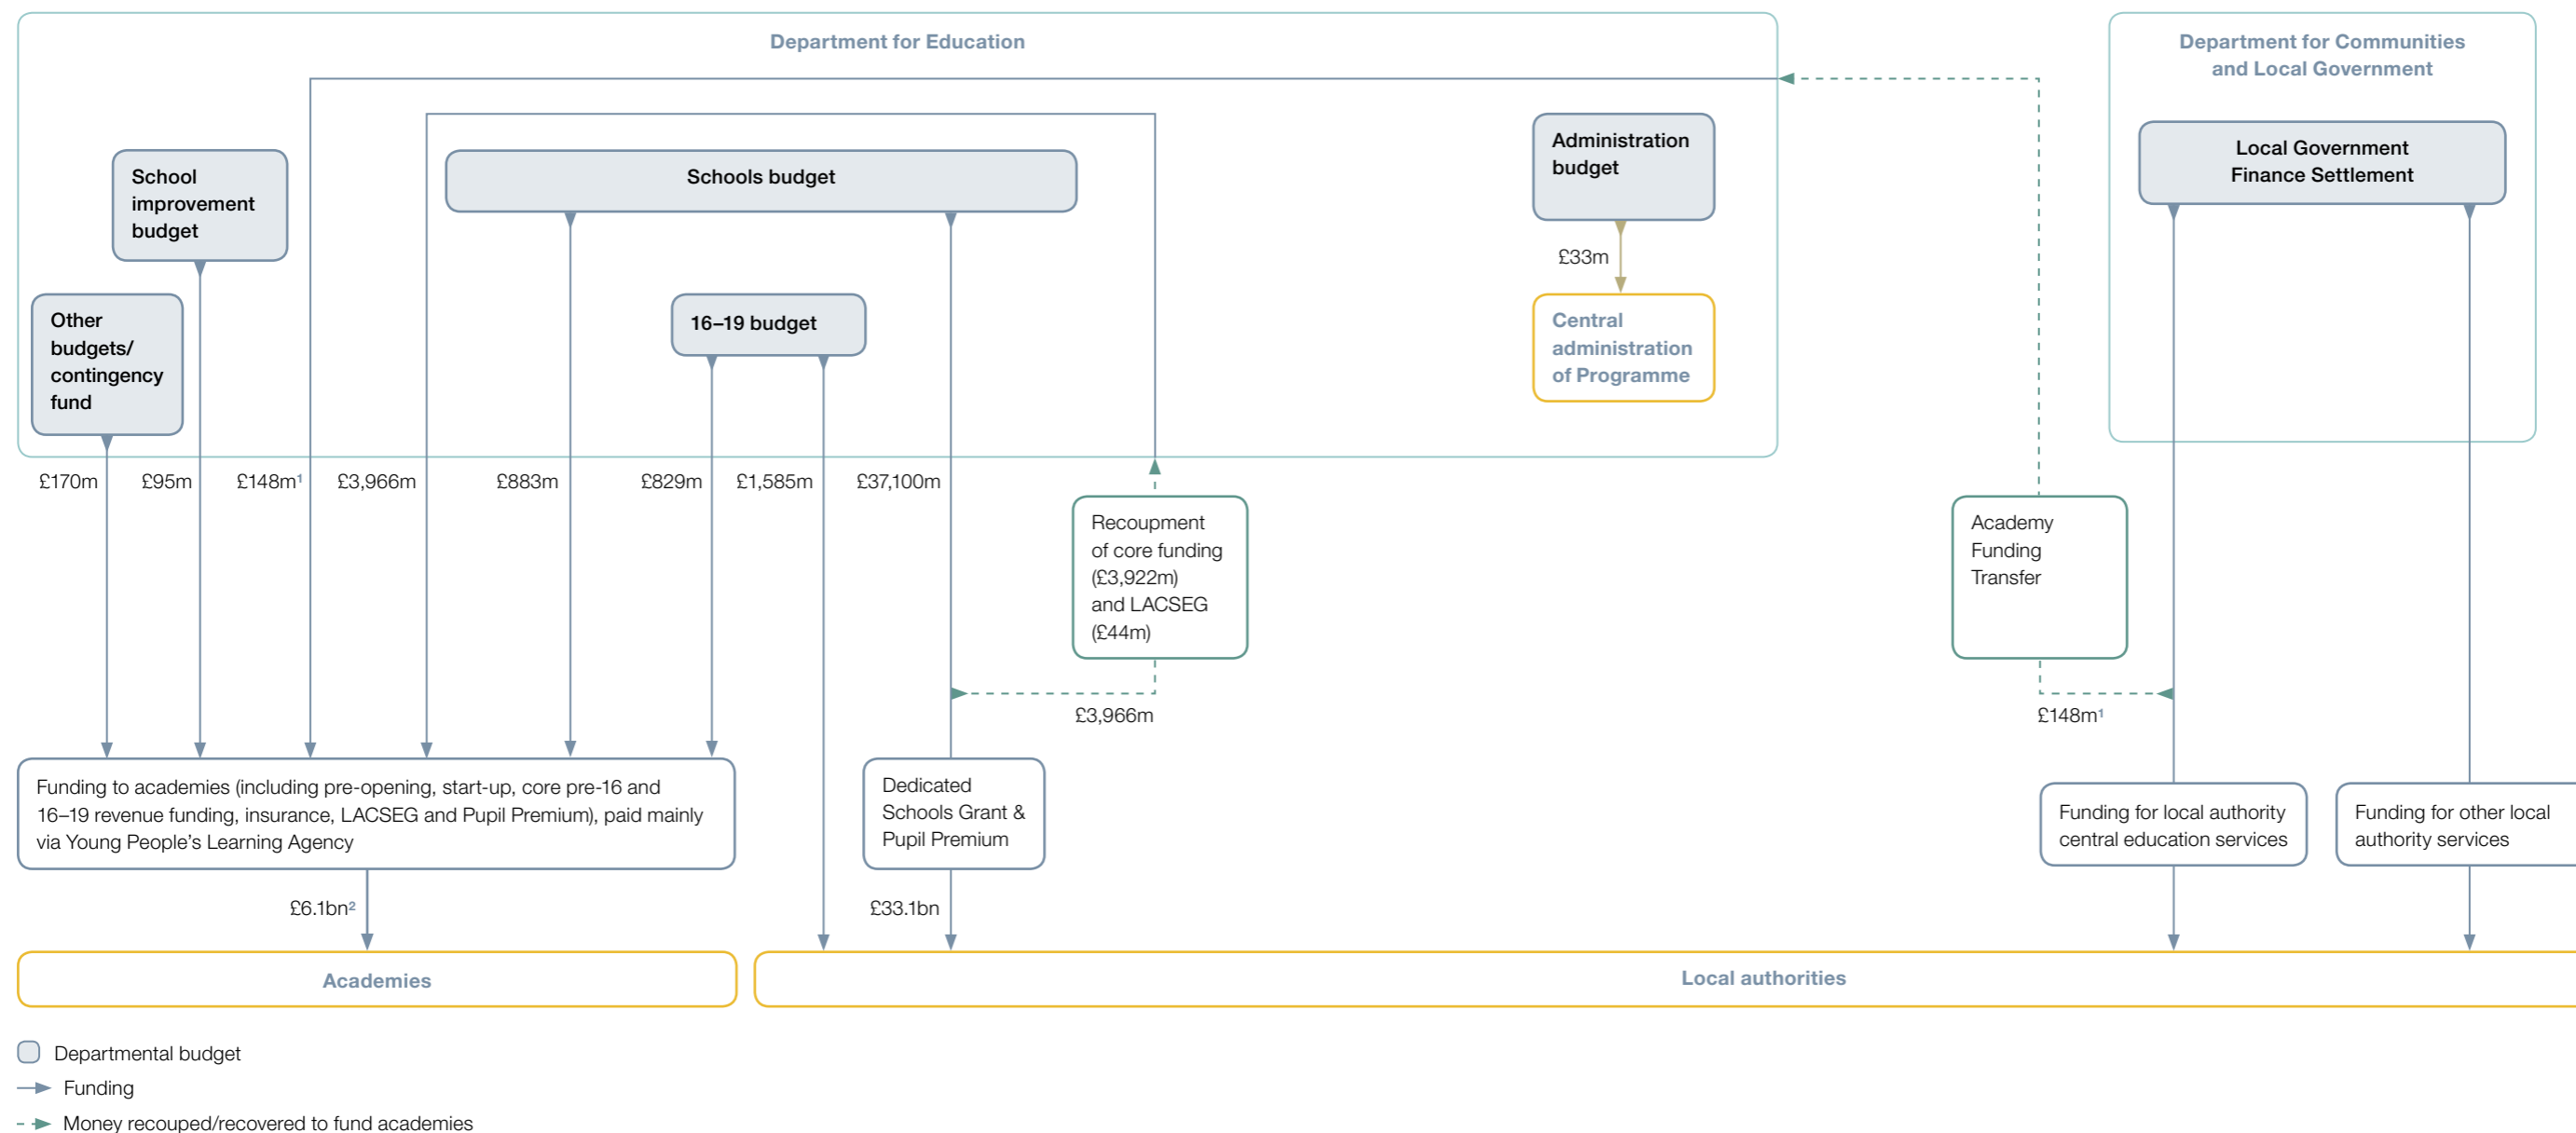 Department for Education
Department for Communities
and Local Government
School
improvement
budget
Schools budget
Administration
budget
Local Government
Finance Settlement
£33m
Other
budgets/
contingency
fund
16–19 budget
Central
administration
of Programme
£170m
£95m
£148m¹
£3,966m
£883m
£829m
£1,585m
£37,100m
Recoupment
of core funding
(£3,922m)
and LACSEG
(£44m)
Academy
Funding
Transfer
£3,966m
£148m¹
Funding to academies (including pre-opening, start-up, core pre-16 and
16–19 revenue funding, insurance, LACSEG and Pupil Premium), paid mainly
via Young People’s Learning Agency
Dedicated
Schools Grant &
Pupil Premium
Funding for local authority
central education services
Funding for other local
authority services
£6.1bn²
£33.1bn
Academies
Local authorities
Departmental budget
Funding
Money recouped/recovered to fund academies